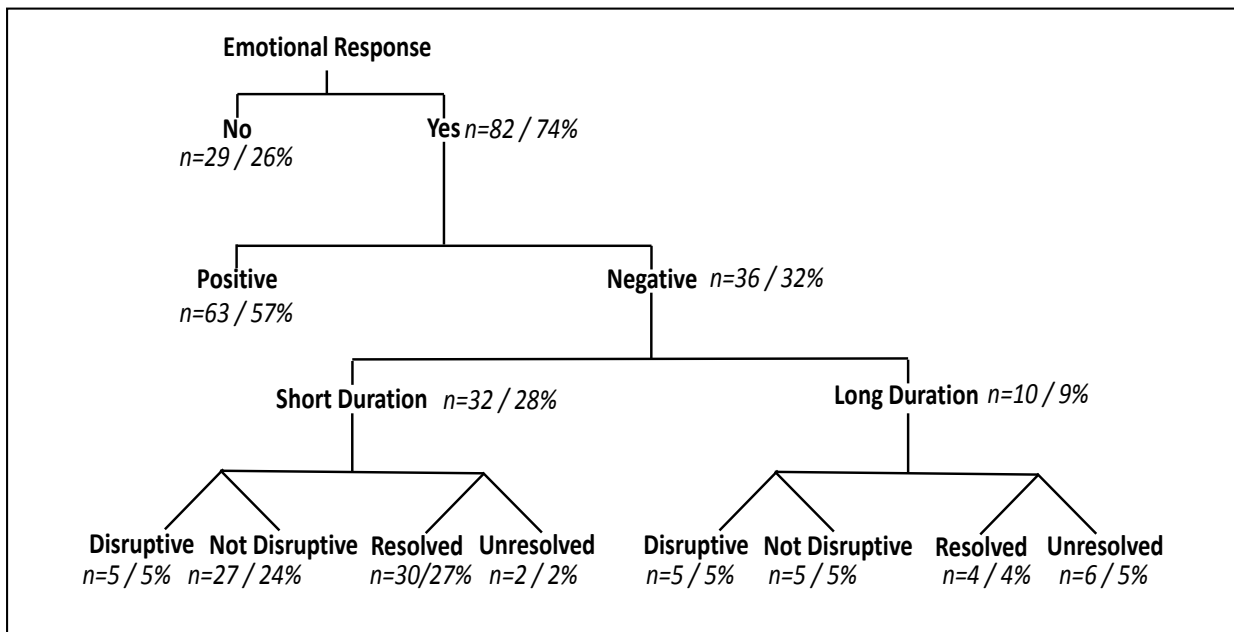 Emotional Response
No
n=29 / 26%
Yes n=82 / 74%
Positive
n=63 / 57%
Negative n=36 / 32%
Short Duration n=32 / 28%
Long Duration n=10 / 9%
Disruptive Not Disruptive Resolved Unresolved
n=5 / 5% n=27 / 24% n=30/27% n=2 / 2%
Disruptive Not Disruptive Resolved Unresolved
n=5 / 5% n=5 / 5% n=4 / 4% n=6 / 5%